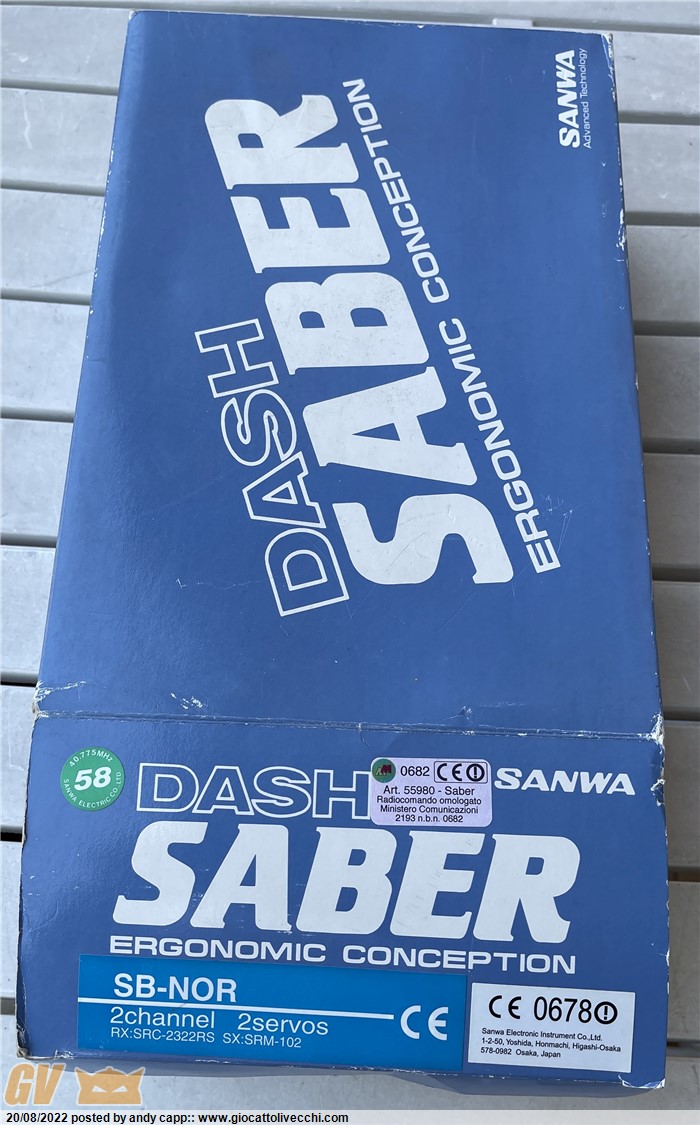 SANWA
Advanced Technology
DASH
SABER
ERGONOMIC CONCEPTION
40.775MHz
58
SANWA ELECTRIC CO LTD
DASH
0682 CE
Art. 55980 - Saber
Radiocomando omologato
Ministero Comunicazioni
2193 n.b.n. 0682
SANWA
SABER
ERGONOMIC CONCEPTION
SB-NOR
2channel 2servos
RX:SRC-2322RS SX:SRM-102
CE
CE 0678
Sanwa Electronic Instrument Co.,Ltd.
1-2-50, Yoshida, Honmachi, Higashi-Osaka
578-0982 Osaka, Japan
GV
20/08/2022 posted by andy capp:: www.giocattolivecchi.com